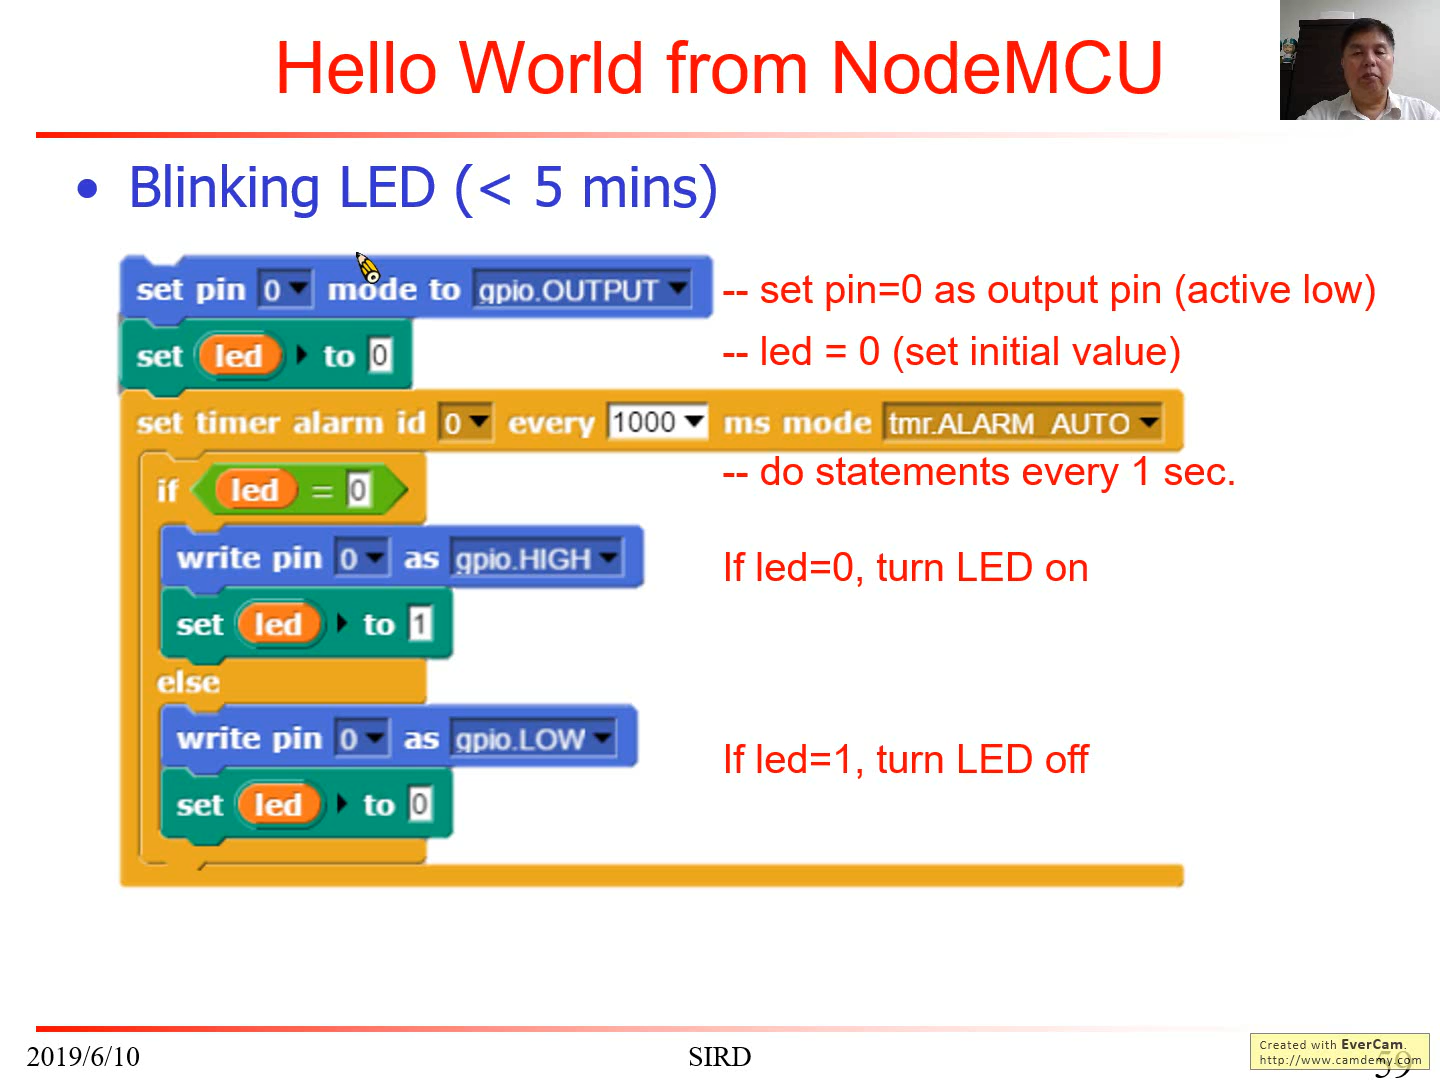 Hello World from NodeMCU
• Blinking LED (< 5 mins)
set pin 0 mode to gpio.OUTPUT
-- set pin=0 as output pin (active low)
set led to 0
-- led = 0 (set initial value)
set timer alarm id 0 every 1000 ms mode tmr.ALARM_AUTO
-- do statements every 1 sec.
if led = 0
write pin 0 as gpio.HIGH
If led=0, turn LED on
set led to 1
else
write pin 0 as gpio.LOW
If led=1, turn LED off
set led to 0
2019/6/10
SIRD
Created with EverCam.
http://www.camdemy.com
59